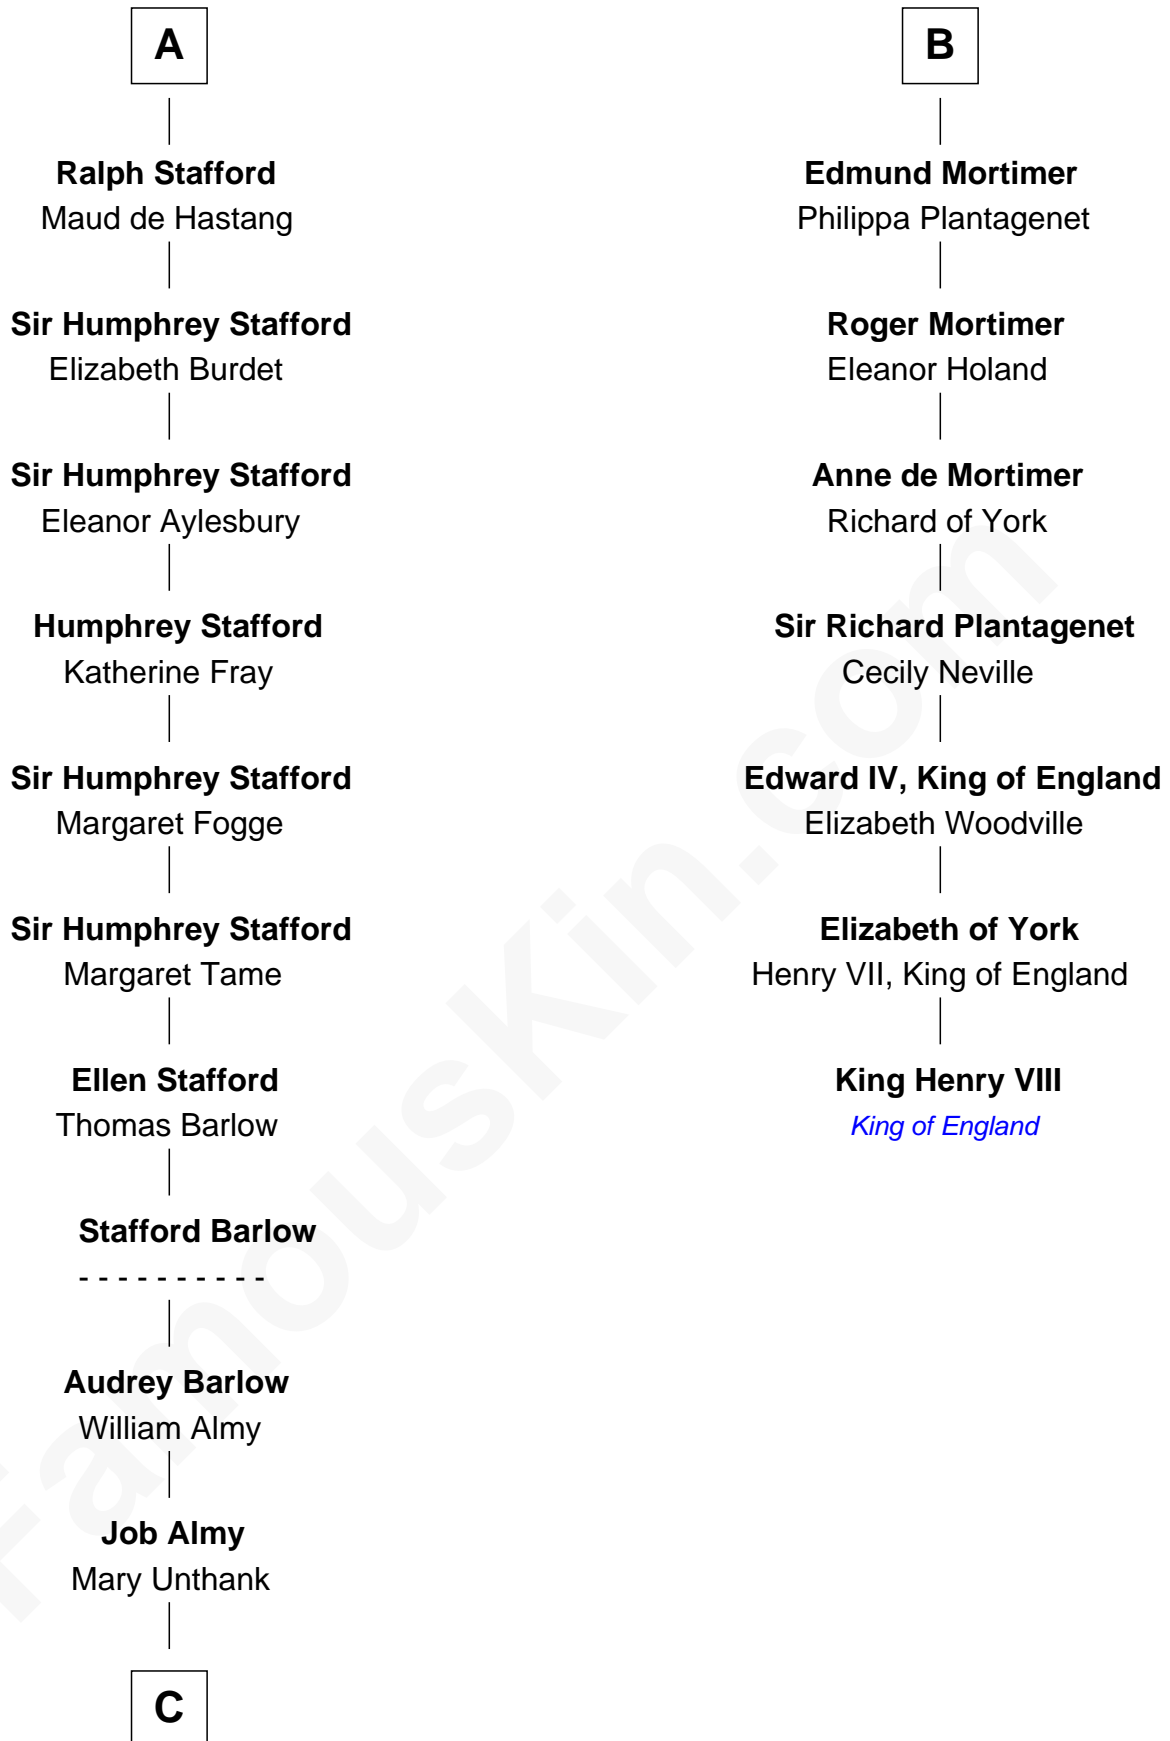 A
Ralph Stafford
Maud de Hastang
Sir Humphrey Stafford
Elizabeth Burdet
Sir Humphrey Stafford
Eleanor Aylesbury
Humphrey Stafford
Katherine Fray
Sir Humphrey Stafford
Margaret Fogge
Sir Humphrey Stafford
Margaret Tame
Ellen Stafford
Thomas Barlow
Stafford Barlow
- - - - - - - - - -
Audrey Barlow
William Almy
Job Almy
Mary Unthank
C
B
Edmund Mortimer
Philippa Plantagenet
Roger Mortimer
Eleanor Holand
Anne de Mortimer
Richard of York
Sir Richard Plantagenet
Cecily Neville
Edward IV, King of England
Elizabeth Woodville
Elizabeth of York
Henry VII, King of England
King Henry VIII
King of England
FamousKin.com